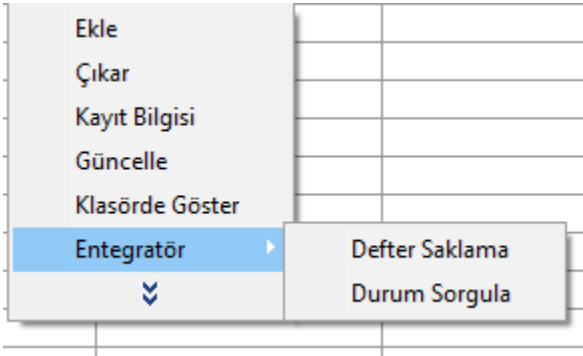 Ekle
Çıkar
Kayıt Bilgisi
Güncelle
Klasörde Göster
Entegratör
Defter Saklama
Durum Sorgula